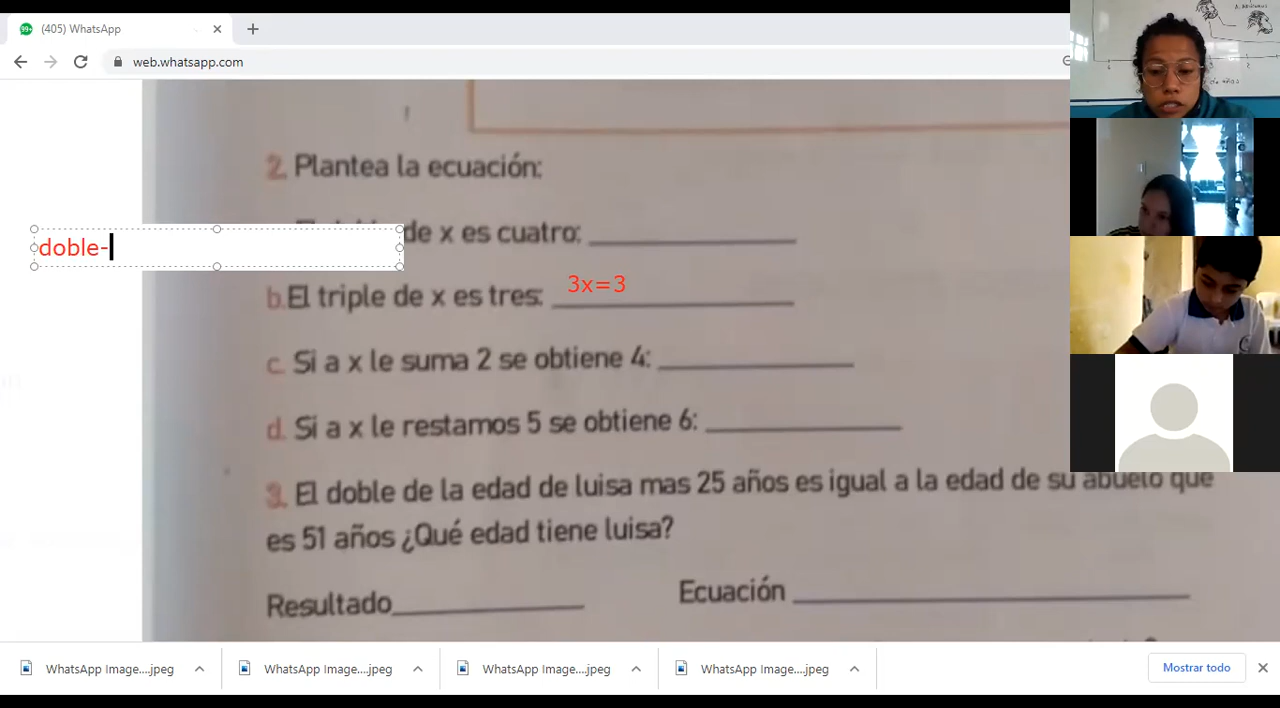 (405) WhatsApp
web.whatsapp.com
2. Plantea la ecuación:
de x es cuatro:
doble-
b. El triple de x es tres: 3x=3
c. Si a x le suma 2 se obtiene 4:
d. Si a x le restamos 5 se obtiene 6:
3. El doble de la edad de luisa mas 25 años es igual a la edad de su abuelo que
es 51 años ¿Qué edad tiene luisa?
Resultado Ecuación
WhatsApp Image....jpeg WhatsApp Image....jpeg WhatsApp Image....jpeg WhatsApp Image....jpeg Mostrar todo